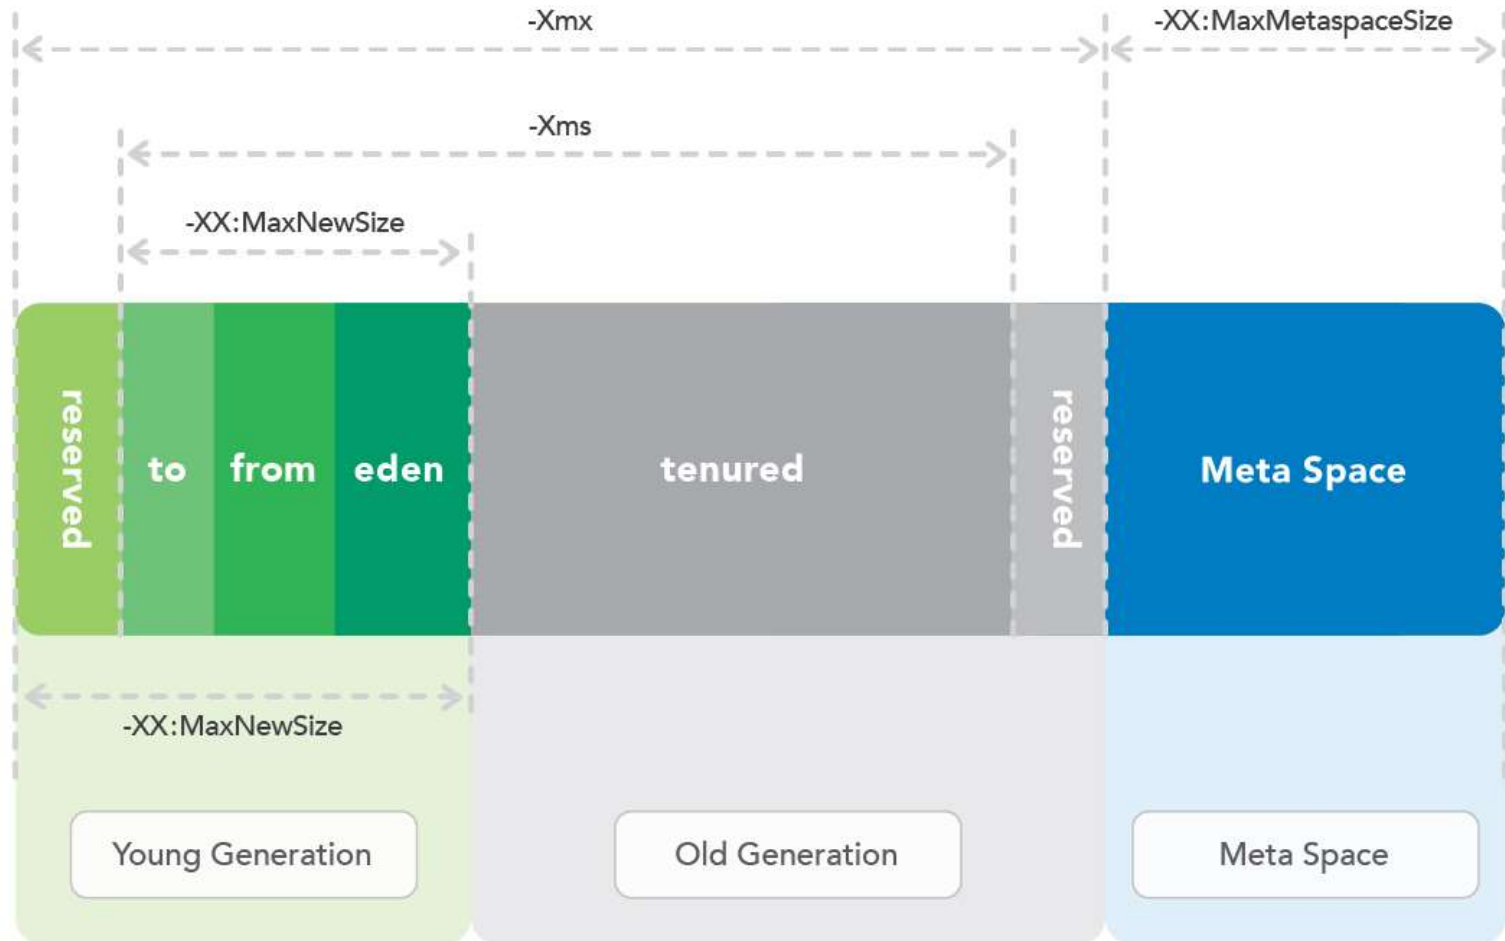 -Xmx
-XX:MaxMetaspaceSize
-Xms
-XX:MaxNewSize
reserved
to
from
eden
tenured
reserved
Meta Space
-XX:MaxNewSize
Young Generation
Old Generation
Meta Space